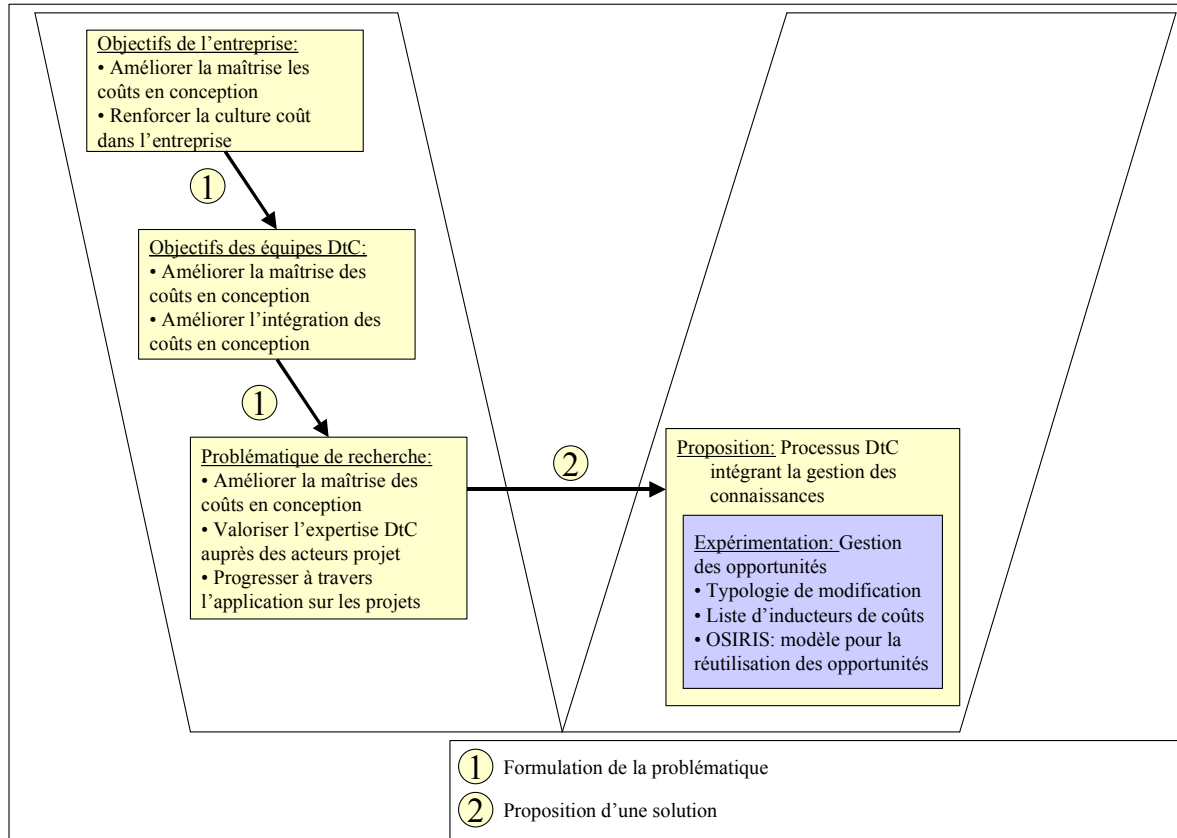 Objectifs de l’entreprise:
• Améliorer la maîtrise les
coûts en conception
• Renforcer la culture coût
dans l’entreprise
1
Objectifs des équipes DtC:
• Améliorer la maîtrise des
coûts en conception
• Améliorer l’intégration des
coûts en conception
1
Problématique de recherche:
• Améliorer la maîtrise des
coûts en conception
• Valoriser l’expertise DtC
auprès des acteurs projet
• Progresser à travers
l’application sur les projets
2
Proposition: Processus DtC
intégrant la gestion des
connaissances
Expérimentation: Gestion
des opportunités
• Typologie de modification
• Liste d’inducteurs de coûts
• OSIRIS: modèle pour la
réutilisation des opportunités
1 Formulation de la problématique
2 Proposition d’une solution